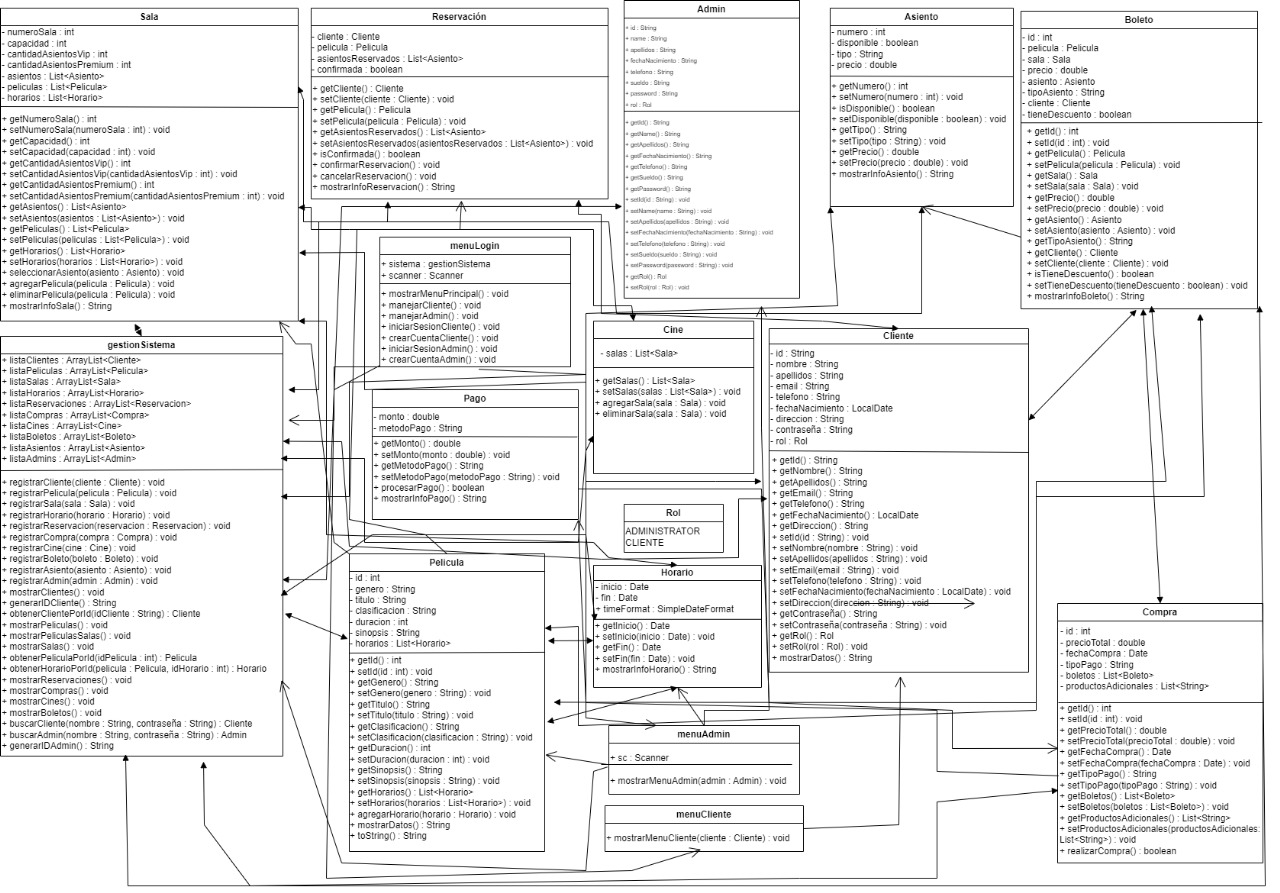 Sala
- numeroSala : int
- capacidad : int
- cantidadAsientosVip : int
- cantidadAsientosPremium : int
- asientos : List<Asiento>
- peliculas : List<Pelicula>
- horarios : List<Horario>
+ getNumeroSala() : int
+ setNumeroSala(numeroSala : int) : void
+ getCapacidad() : int
+ setCapacidad(capacidad : int) : void
+ getCantidadAsientosVip() : int
+ setCantidadAsientosVip(cantidadAsientosVip : int) : void
+ getCantidadAsientosPremium() : int
+ setCantidadAsientosPremium(cantidadAsientosPremium : int) : void
+ getAsientos() : List<Asiento>
+ setAsientos(asientos : List<Asiento>) : void
+ getPeliculas() : List<Pelicula>
+ setPeliculas(peliculas : List<Pelicula>) : void
+ getHorarios() : List<Horario>
+ setHorarios(horarios : List<Horario>) : void
+ seleccionarAsiento(asiento : Asiento) : void
+ agregarPelicula(pelicula : Pelicula) : void
+ eliminarPelicula(pelicula : Pelicula) : void
+ mostrarInfoSala() : String
Reservación
- cliente : Cliente
- pelicula : Pelicula
- asientosReservados : List<Asiento>
- confirmada : boolean
+ getCliente() : Cliente
+ setCliente(cliente : Cliente) : void
+ getPelicula() : Pelicula
+ setPelicula(pelicula : Pelicula) : void
+ getAsientosReservados() : List<Asiento>
+ setAsientosReservados(asientosReservados : List<Asiento>) : void
+ isConfirmada() : boolean
+ confirmarReservacion() : void
+ cancelarReservacion() : void
+ mostrarInfoReservacion() : String
Admin
+ id : String
+ name : String
+ apellidos : String
+ fechaNacimiento : String
+ telefono : String
+ sueldo : String
+ password : String
+ rol : Rol
+ getId() : String
+ getName() : String
+ getApellidos() : String
+ getFechaNacimiento() : String
+ getTelefono() : String
+ getSueldo() : String
+ getPassword() : String
+ setId(id : String) : void
+ setName(name : String) : void
+ setApellidos(apellidos : String) : void
+ setFechaNacimiento(fechaNacimiento : String) : void
+ setTelefono(telefono : String) : void
+ setSueldo(sueldo : String) : void
+ setPassword(password : String) : void
+ getRol() : Rol
+ setRol(rol : Rol) : void
Asiento
- numero : int
- disponible : boolean
- tipo : String
- precio : double
+ getNumero() : int
+ setNumero(numero : int) : void
+ isDisponible() : boolean
+ setDisponible(disponible : boolean) : void
+ getTipo() : String
+ setTipo(tipo : String) : void
+ getPrecio() : double
+ setPrecio(precio : double) : void
+ mostrarInfoAsiento() : String
Boleto
- id : int
- pelicula : Pelicula
- sala : Sala
- precio : double
- asiento : Asiento
- tipoAsiento : String
- cliente : Cliente
- tieneDescuento : boolean
+ getId() : int
+ setId(id : int) : void
+ getPelicula() : Pelicula
+ setPelicula(pelicula : Pelicula) : void
+ getSala() : Sala
+ setSala(sala : Sala) : void
+ getPrecio() : double
+ setPrecio(precio : double) : void
+ getAsiento() : Asiento
+ setAsiento(asiento : Asiento) : void
+ getTipoAsiento() : String
+ getCliente() : Cliente
+ setCliente(cliente : Cliente) : void
+ isTieneDescuento() : boolean
+ setTieneDescuento(tieneDescuento : boolean) : void
+ mostrarInfoBoleto() : String
menuLogin
+ sistema : gestionSistema
+ scanner : Scanner
+ mostrarMenuPrincipal() : void
+ manejarCliente() : void
+ manejarAdmin() : void
+ iniciarSesionCliente() : void
+ crearCuentaCliente() : void
+ iniciarSesionAdmin() : void
+ crearCuentaAdmin() : void
Cine
- salas : List<Sala>
+ getSalas() : List<Sala>
+ setSalas(salas : List<Sala>) : void
+ agregarSala(sala : Sala) : void
+ eliminarSala(sala : Sala) : void
Cliente
- id : String
- nombre : String
- apellidos : String
- email : String
- telefono : String
- fechaNacimiento : LocalDate
- direccion : String
- contraseña : String
- rol : Rol
+ getId() : String
+ getNombre() : String
+ getApellidos() : String
+ getEmail() : String
+ getTelefono() : String
+ getFechaNacimiento() : LocalDate
+ getDireccion() : String
+ setId(id : String) : void
+ setNombre(nombre : String) : void
+ setApellidos(apellidos : String) : void
+ setEmail(email : String) : void
+ setTelefono(telefono : String) : void
+ setFechaNacimiento(fechaNacimiento : LocalDate) : void
+ setDireccion(direccion : String) : void
+ getContraseña() : String
+ setContraseña(contraseña : String) : void
+ getRol() : Rol
+ setRol(rol : Rol) : void
+ mostrarDatos() : String
gestionSistema
+ listaClientes : ArrayList<Cliente>
+ listaPeliculas : ArrayList<Pelicula>
+ listaSalas : ArrayList<Sala>
+ listaHorarios : ArrayList<Horario>
+ listaReservaciones : ArrayList<Reservacion>
+ listaCompras : ArrayList<Compra>
+ listaCines : ArrayList<Cine>
+ listaBoletos : ArrayList<Boleto>
+ listaAsientos : ArrayList<Asiento>
+ listaAdmins : ArrayList<Admin>
+ registrarCliente(cliente : Cliente) : void
+ registrarPelicula(pelicula : Pelicula) : void
+ registrarSala(sala : Sala) : void
+ registrarHorario(horario : Horario) : void
+ registrarReservacion(reservacion : Reservacion) : void
+ registrarCompra(compra : Compra) : void
+ registrarCine(cine : Cine) : void
+ registrarBoleto(boleto : Boleto) : void
+ registrarAsiento(asiento : Asiento) : void
+ registrarAdmin(admin : Admin) : void
+ mostrarClientes() : void
+ generarIDCliente() : String
+ obtenerClientePorId(idCliente : String) : Cliente
+ mostrarPeliculas() : void
+ mostrarPeliculasSalas() : void
+ mostrarSalas() : void
+ obtenerPeliculaPorId(idPelicula : int) : Pelicula
+ obtenerHorarioPorId(pelicula : Pelicula, idHorario : int) : Horario
+ mostrarReservaciones() : void
+ mostrarCompras() : void
+ mostrarCines() : void
+ mostrarBoletos() : void
+ buscarCliente(nombre : String, contraseña : String) : Cliente
+ buscarAdmin(nombre : String, contraseña : String) : Admin
+ generarIDAdmin() : String
Pago
- monto : double
- metodoPago : String
+ getMonto() : double
+ setMonto(monto : double) : void
+ getMetodoPago() : String
+ setMetodoPago(metodoPago : String) : void
+ procesarPago() : boolean
+ mostrarInfoPago() : String
Rol
ADMINISTRATOR
CLIENTE
Pelicula
- id : int
- genero : String
- titulo : String
- clasificacion : String
- duracion : int
- sinopsis : String
- horarios : List<Horario>
+ getId() : int
+ setId(id : int) : void
+ getGenero() : String
+ setGenero(genero : String) : void
+ getTitulo() : String
+ setTitulo(titulo : String) : void
+ getClasificacion() : String
+ setClasificacion(clasificacion : String) : void
+ getDuracion() : int
+ setDuracion(duracion : int) : void
+ getSinopsis() : String
+ setSinopsis(sinopsis : String) : void
+ getHorarios() : List<Horario>
+ setHorarios(horarios : List<Horario>) : void
+ agregarHorario(horario : Horario) : void
+ mostrarDatos() : String
+ toString() : String
Horario
- inicio : Date
- fin : Date
+ timeFormat : SimpleDateFormat
+ getInicio() : Date
+ setInicio(inicio : Date) : void
+ getFin() : Date
+ setFin(fin : Date) : void
+ mostrarInfoHorario() : String
Compra
- id : int
- precioTotal : double
- fechaCompra : Date
- tipoPago : String
- boletos : List<Boleto>
- productosAdicionales : List<String>
+ getId() : int
+ setId(id : int) : void
+ getPrecioTotal() : double
+ setPrecioTotal(precioTotal : double) : void
+ getFechaCompra() : Date
+ setFechaCompra(fechaCompra : Date) : void
+ getTipoPago() : String
+ setTipoPago(tipoPago : String) : void
+ getBoletos() : List<Boleto>
+ setBoletos(boletos : List<Boleto>) : void
+ getProductosAdicionales() : List<String>
+ setProductosAdicionales(productosAdicionales:
List<String>) : void
+ realizarCompra() : boolean
menuAdmin
+ sc : Scanner
+ mostrarMenuAdmin(admin : Admin) : void
menuCliente
+ mostrarMenuCliente(cliente : Cliente) : void